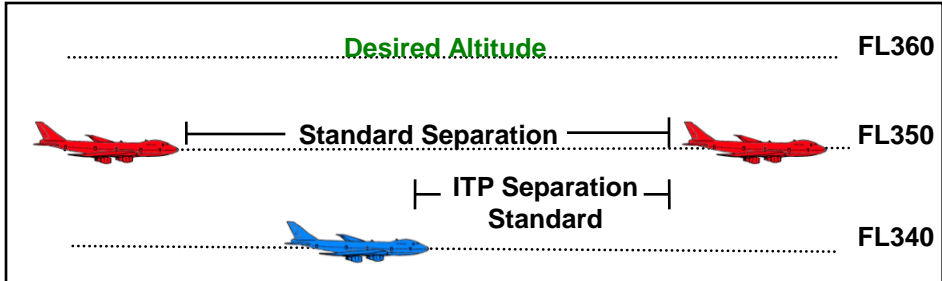 Desired Altitude FL360
Standard Separation FL350
ITP Separation
Standard
FL340